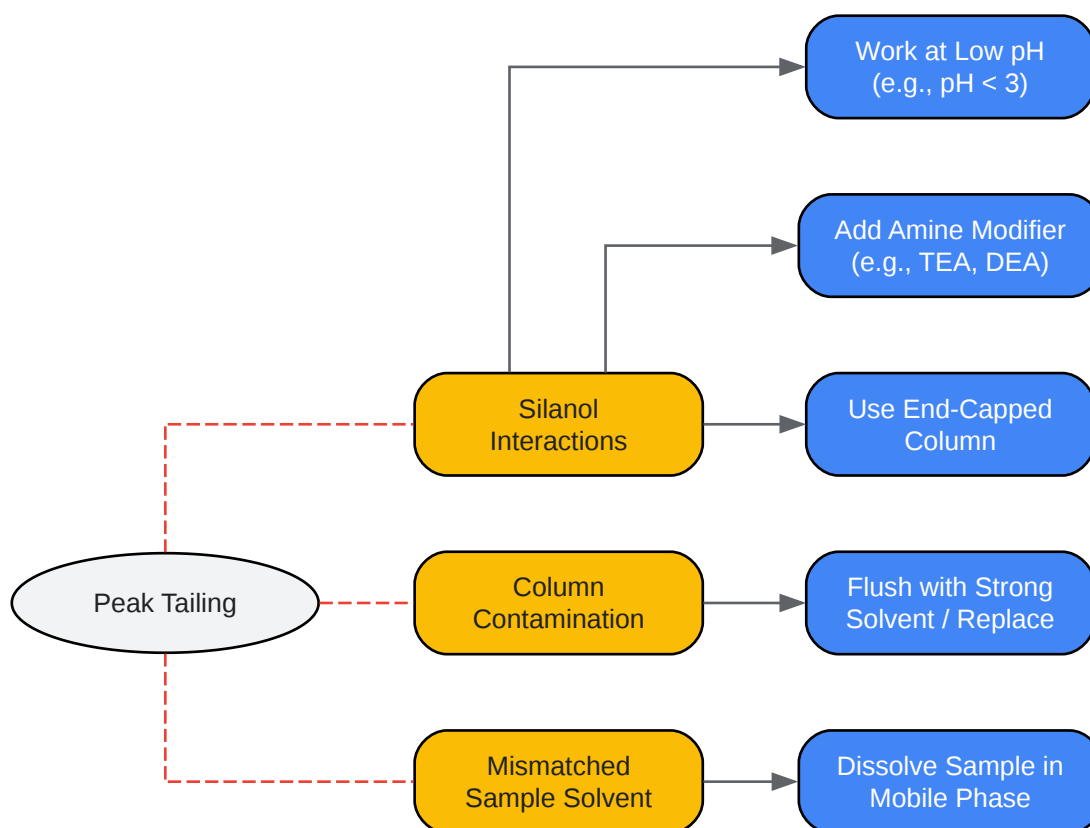 Work at Low pH
(e.g., pH < 3)
Add Amine Modifier
(e.g., TEA, DEA)
Silanol
Interactions
Use End-Capped
Column
Peak Tailing
Column
Contamination
Flush with Strong
Solvent / Replace
Mismatched
Sample Solvent
Dissolve Sample in
Mobile Phase